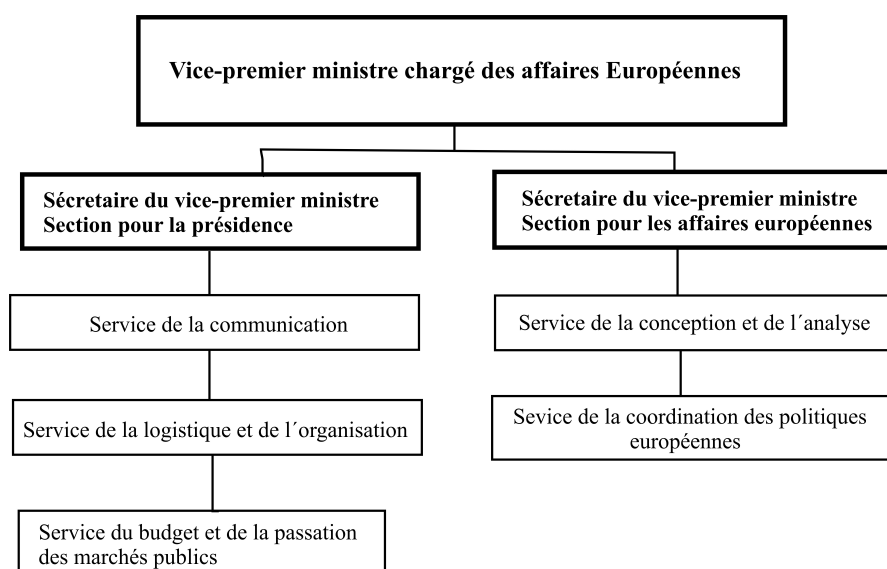 Vice-premier ministre chargé des affaires Européennes
Sécretaire du vice-premier ministre
Section pour la présidence
Sécretaire du vice-premier ministre
Section pour les affaires européennes
Service de la communication
Service de la conception et de l´analyse
Service de la logistique et de l´organisation
Sevice de la coordination des politiques
européennes
Service du budget et de la passation
des marchés publics